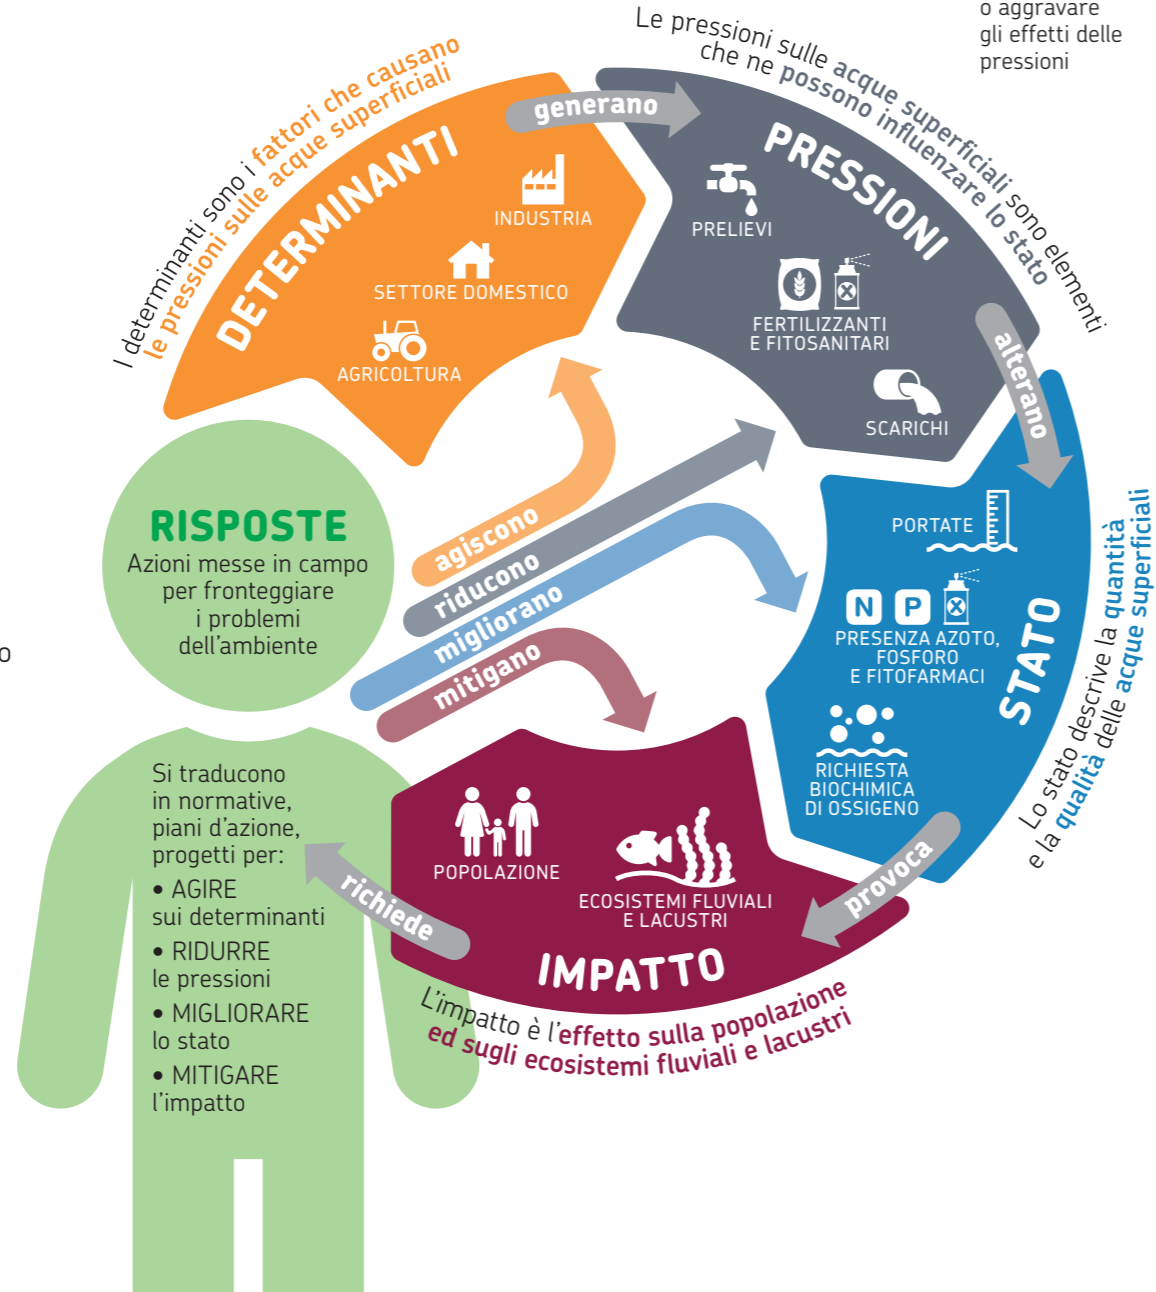 o aggravare
gli effetti delle
pressioni
I determinanti sono i fattori che causano
le pressioni sulle acque superficiali
DETERMINANTI
INDUSTRIA
SETTORE DOMESTICO
AGRICOLTURA
generano
Le pressioni sulle acque superficiali sono elementi
che ne possono influenzare lo stato
PRESSIONI
PRELIEVI
FERTILIZZANTI
E FITOSANITARI
SCARICHI
alterano
STATO
PORTATE
N P
PRESENZA AZOTO,
FOSFORO
E FITOFARMACI
RICHIESTA
BIOCHIMICA
DI OSSIGENO
Lo stato descrive la quantità
e la qualità delle acque superficiali
provoca
POPOLAZIONE
ECOSISTEMI FLUVIALI
E LACUSTRI
IMPATTO
L'impatto è l'effetto sulla popolazione
ed sugli ecosistemi fluviali e lacustri
richiede
RISPOSTE
Azioni messe in campo
per fronteggiare
i problemi
dell'ambiente
agiscono
riducono
migliorano
mitigano
o
Si traducono
in normative,
piani d'azione,
progetti per:
• AGIRE
sui determinanti
• RIDURRE
le pressioni
• MIGLIORARE
lo stato
• MITIGARE
l'impatto